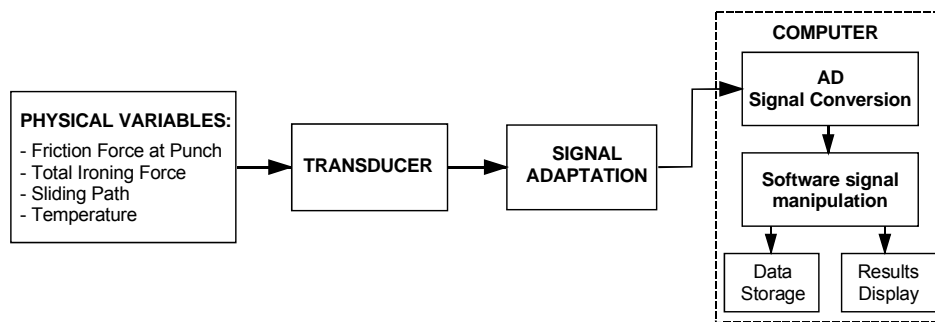 PHYSICAL VARIABLES:
- Friction Force at Punch
- Total Ironing Force
- Sliding Path
- Temperature
TRANSDUCER
SIGNAL
ADAPTATION
COMPUTER
AD
Signal Conversion
Software signal
manipulation
Data
Storage
Results
Display